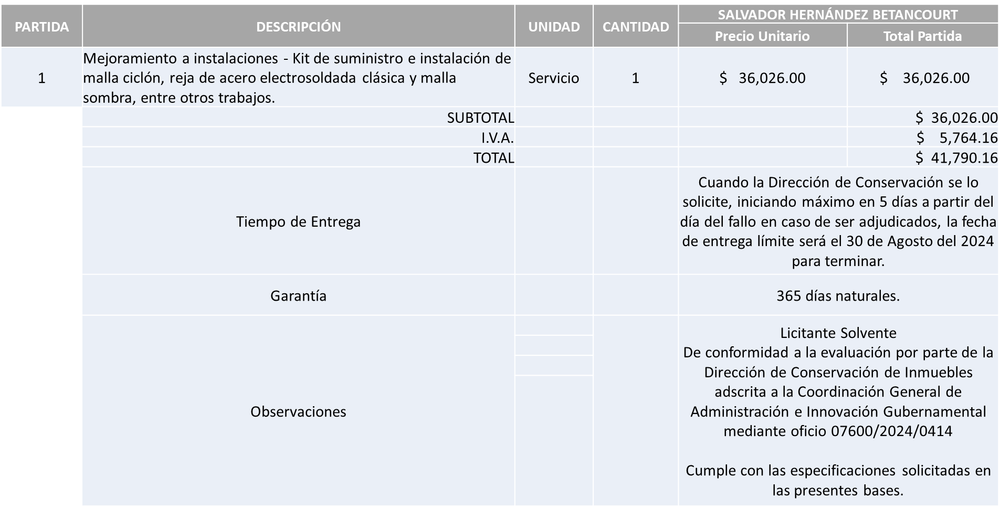 PARTIDA DESCRIPCIÓN UNIDAD CANTIDAD SALVADOR HERNÁNDEZ BETANCOURT
Precio Unitario Total Partida
1 Mejoramiento a instalaciones - Kit de suministro e instalación de
malla ciclón, reja de acero electrosoldada clásica y malla
sombra, entre otros trabajos. Servicio 1 $ 36,026.00 $ 36,026.00
SUBTOTAL $ 36,026.00
I.V.A. $ 5,764.16
TOTAL $ 41,790.16
Tiempo de Entrega
Cuando la Dirección de Conservación se lo
solicite, iniciando máximo en 5 días a partir del
día del fallo en caso de ser adjudicados, la fecha
de entrega límite será el 30 de Agosto del 2024
para terminar.
Garantía 365 días naturales.
Observaciones
Licitante Solvente
De conformidad a la evaluación por parte de la
Dirección de Conservación de Inmuebles
adscrita a la Coordinación General de
Administración e Innovación Gubernamental
mediante oficio 07600/2024/0414
Cumple con las especificaciones solicitadas en
las presentes bases.